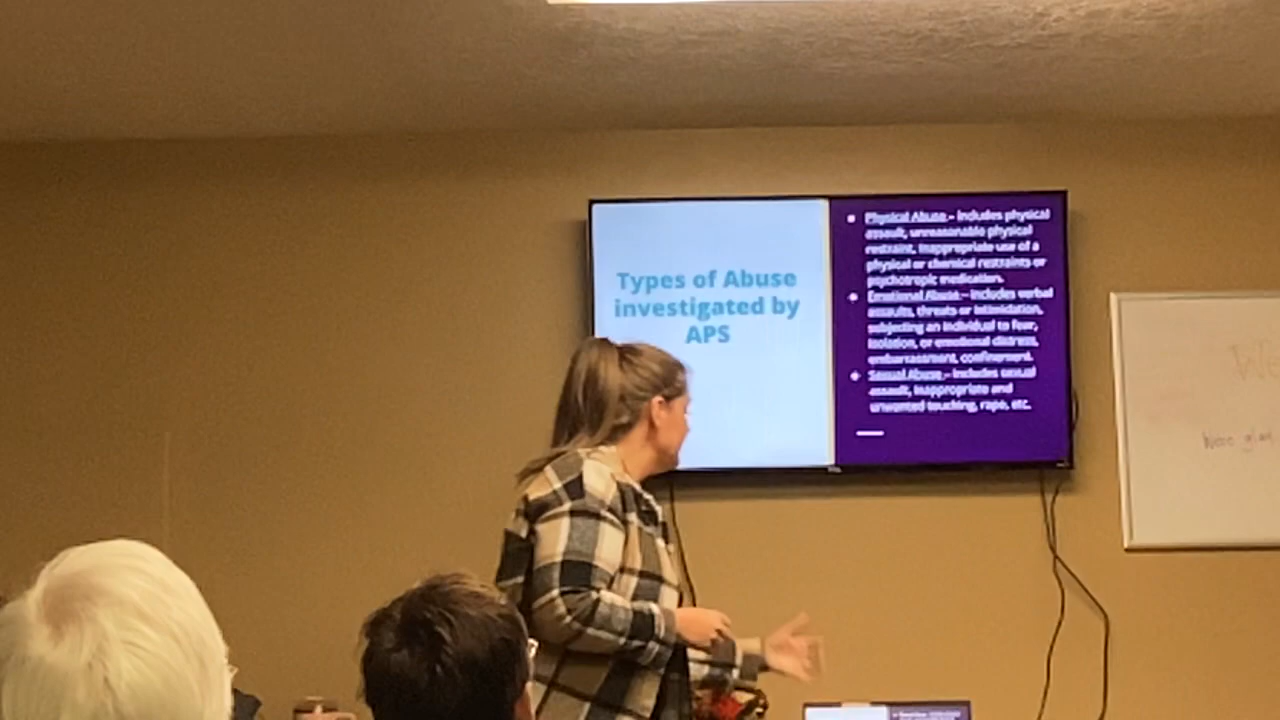 Types of Abuse
investigated by
APS
Physical Abuse - includes physical
assault, unreasonable physical
restraint, inappropriate use of a
physical or chemical restraints or
psychotropic medication.
Emotional Abuse - includes verbal
assaults, threats or intimidation,
subjecting an individual to fear,
isolation, or emotional distress,
embarrassment, confinement.
Sexual Abuse - includes sexual
assault, inappropriate and
unwanted touching, rape, etc.
We